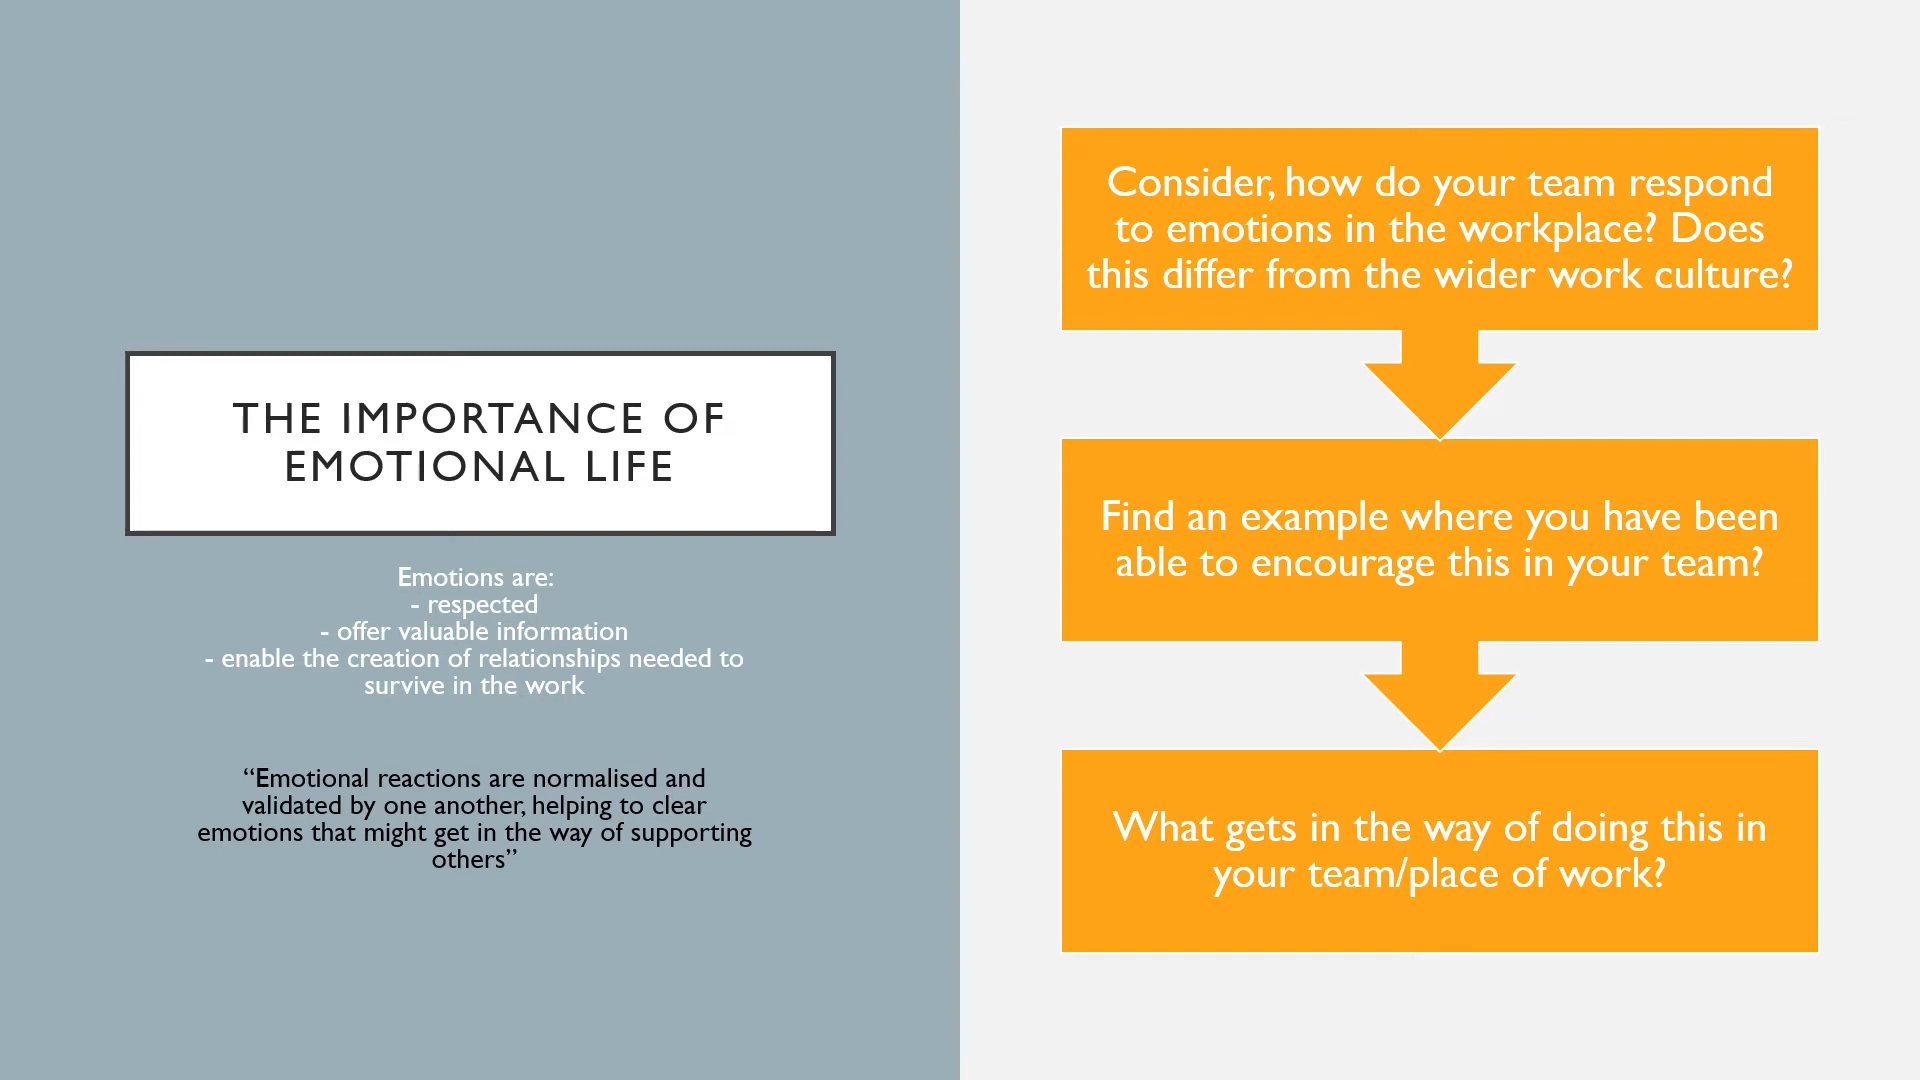 THE IMPORTANCE OF
EMOTIONAL LIFE
Emotions are:
- respected
- offer valuable information
- enable the creation of relationships needed to
survive in the work
“Emotional reactions are normalised and
validated by one another, helping to clear
emotions that might get in the way of supporting
others”
Consider, how do your team respond
to emotions in the workplace? Does
this differ from the wider work culture?
Find an example where you have been
able to encourage this in your team?
What gets in the way of doing this in
your team/place of work?